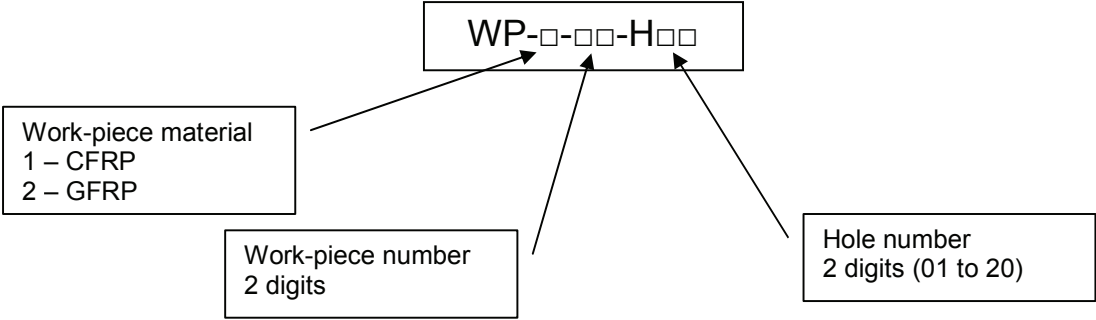 WP-□-□□-H□□
Work-piece material
1 – CFRP
2 – GFRP
Work-piece number
2 digits
Hole number
2 digits (01 to 20)